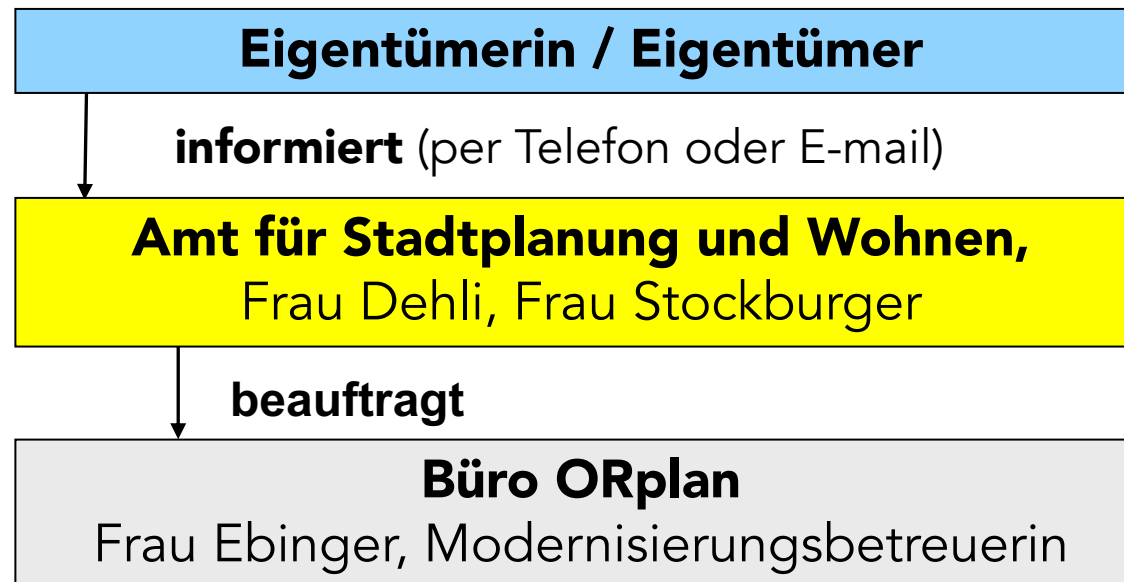 Eigentümerin / Eigentümer
informiert (per Telefon oder E-mail)
Amt für Stadtplanung und Wohnen,
Frau Dehli, Frau Stockburger
beauftragt
Büro ORplan
Frau Ebinger, Modernisierungsbetreuerin